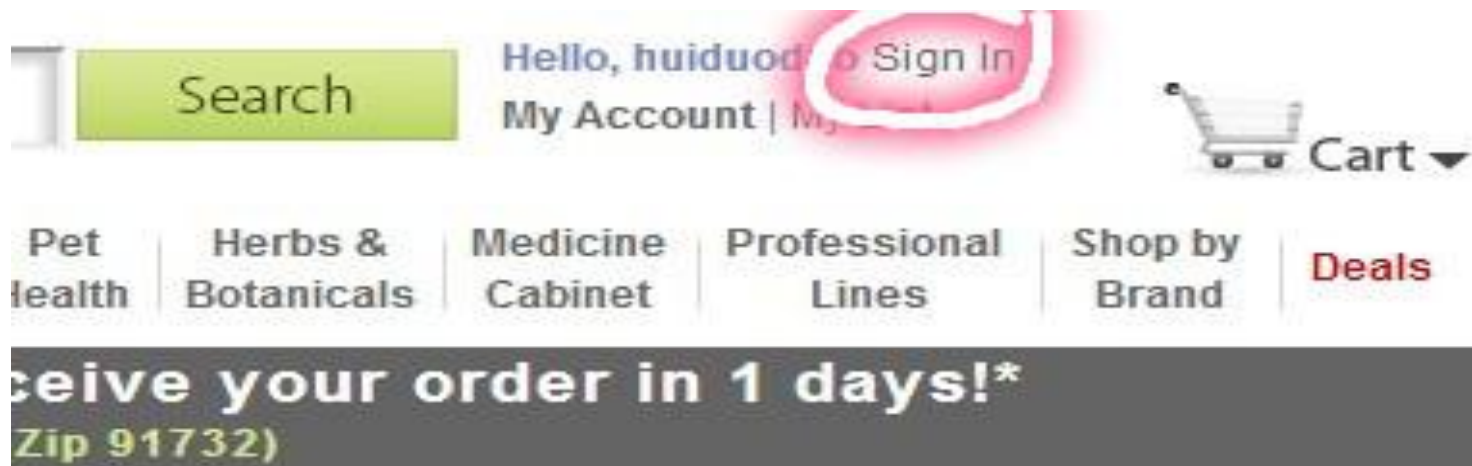 Search
Hello, Sign In
My Account |
Cart
Pet Health
Herbs & Botanicals
Medicine Cabinet
Professional Lines
Shop by Brand
Deals
ceive your order in 1 days!*
Zip 91732)